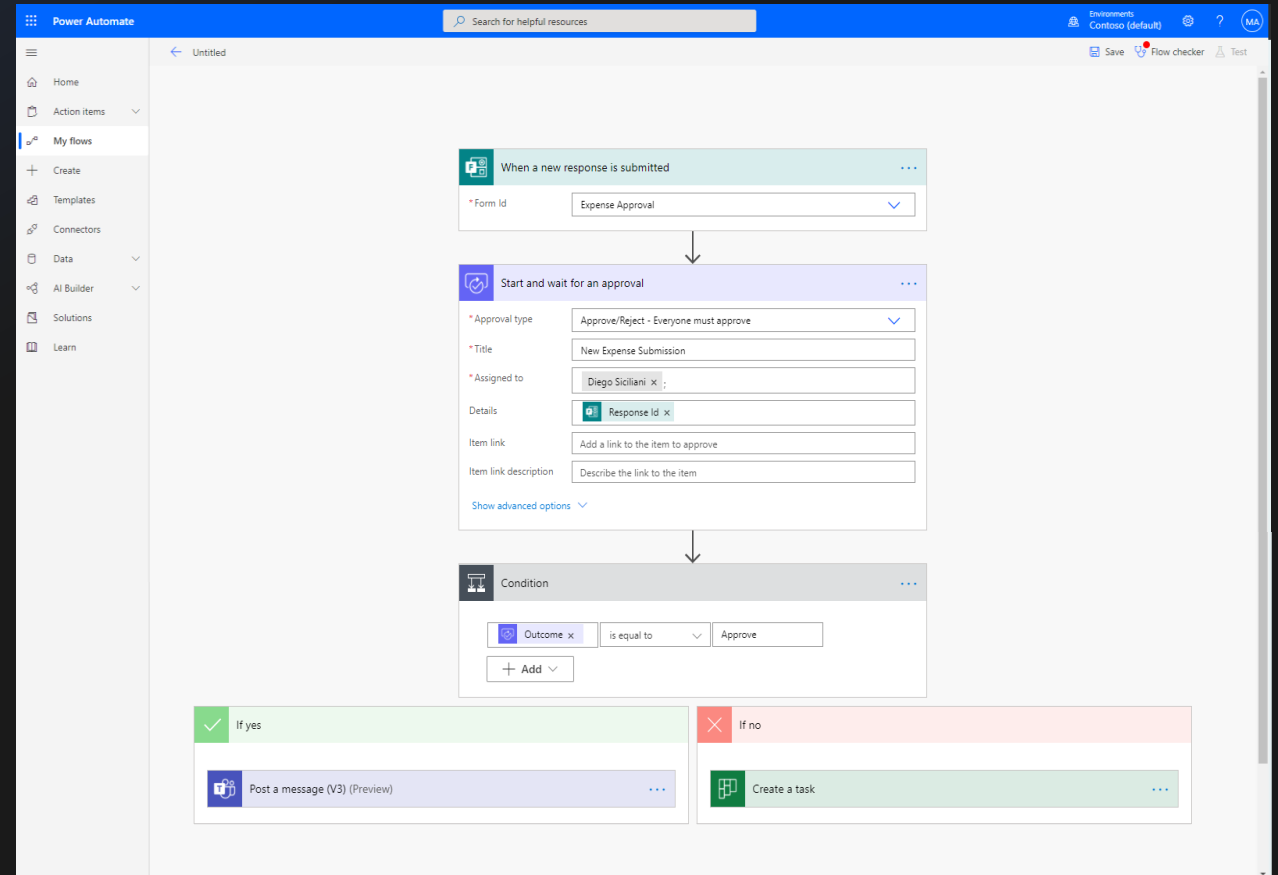 Power Automate
Search for helpful resources
Environments
Contoso (default)
?
MA
Untitled
Save
Flow checker
Test
Home
Action items
My flows
Create
Templates
Connectors
Data
AI Builder
Solutions
Learn
When a new response is submitted
* Form Id
Expense Approval
Start and wait for an approval
* Approval type
Approve/Reject - Everyone must approve
* Title
New Expense Submission
* Assigned to
Diego Siciliani × ;
Details
Response Id ×
Item link
Add a link to the item to approve
Item link description
Describe the link to the item
Show advanced options
Condition
Outcome ×
is equal to
Approve
+ Add
If yes
If no
Post a message (V3) (Preview)
Create a task